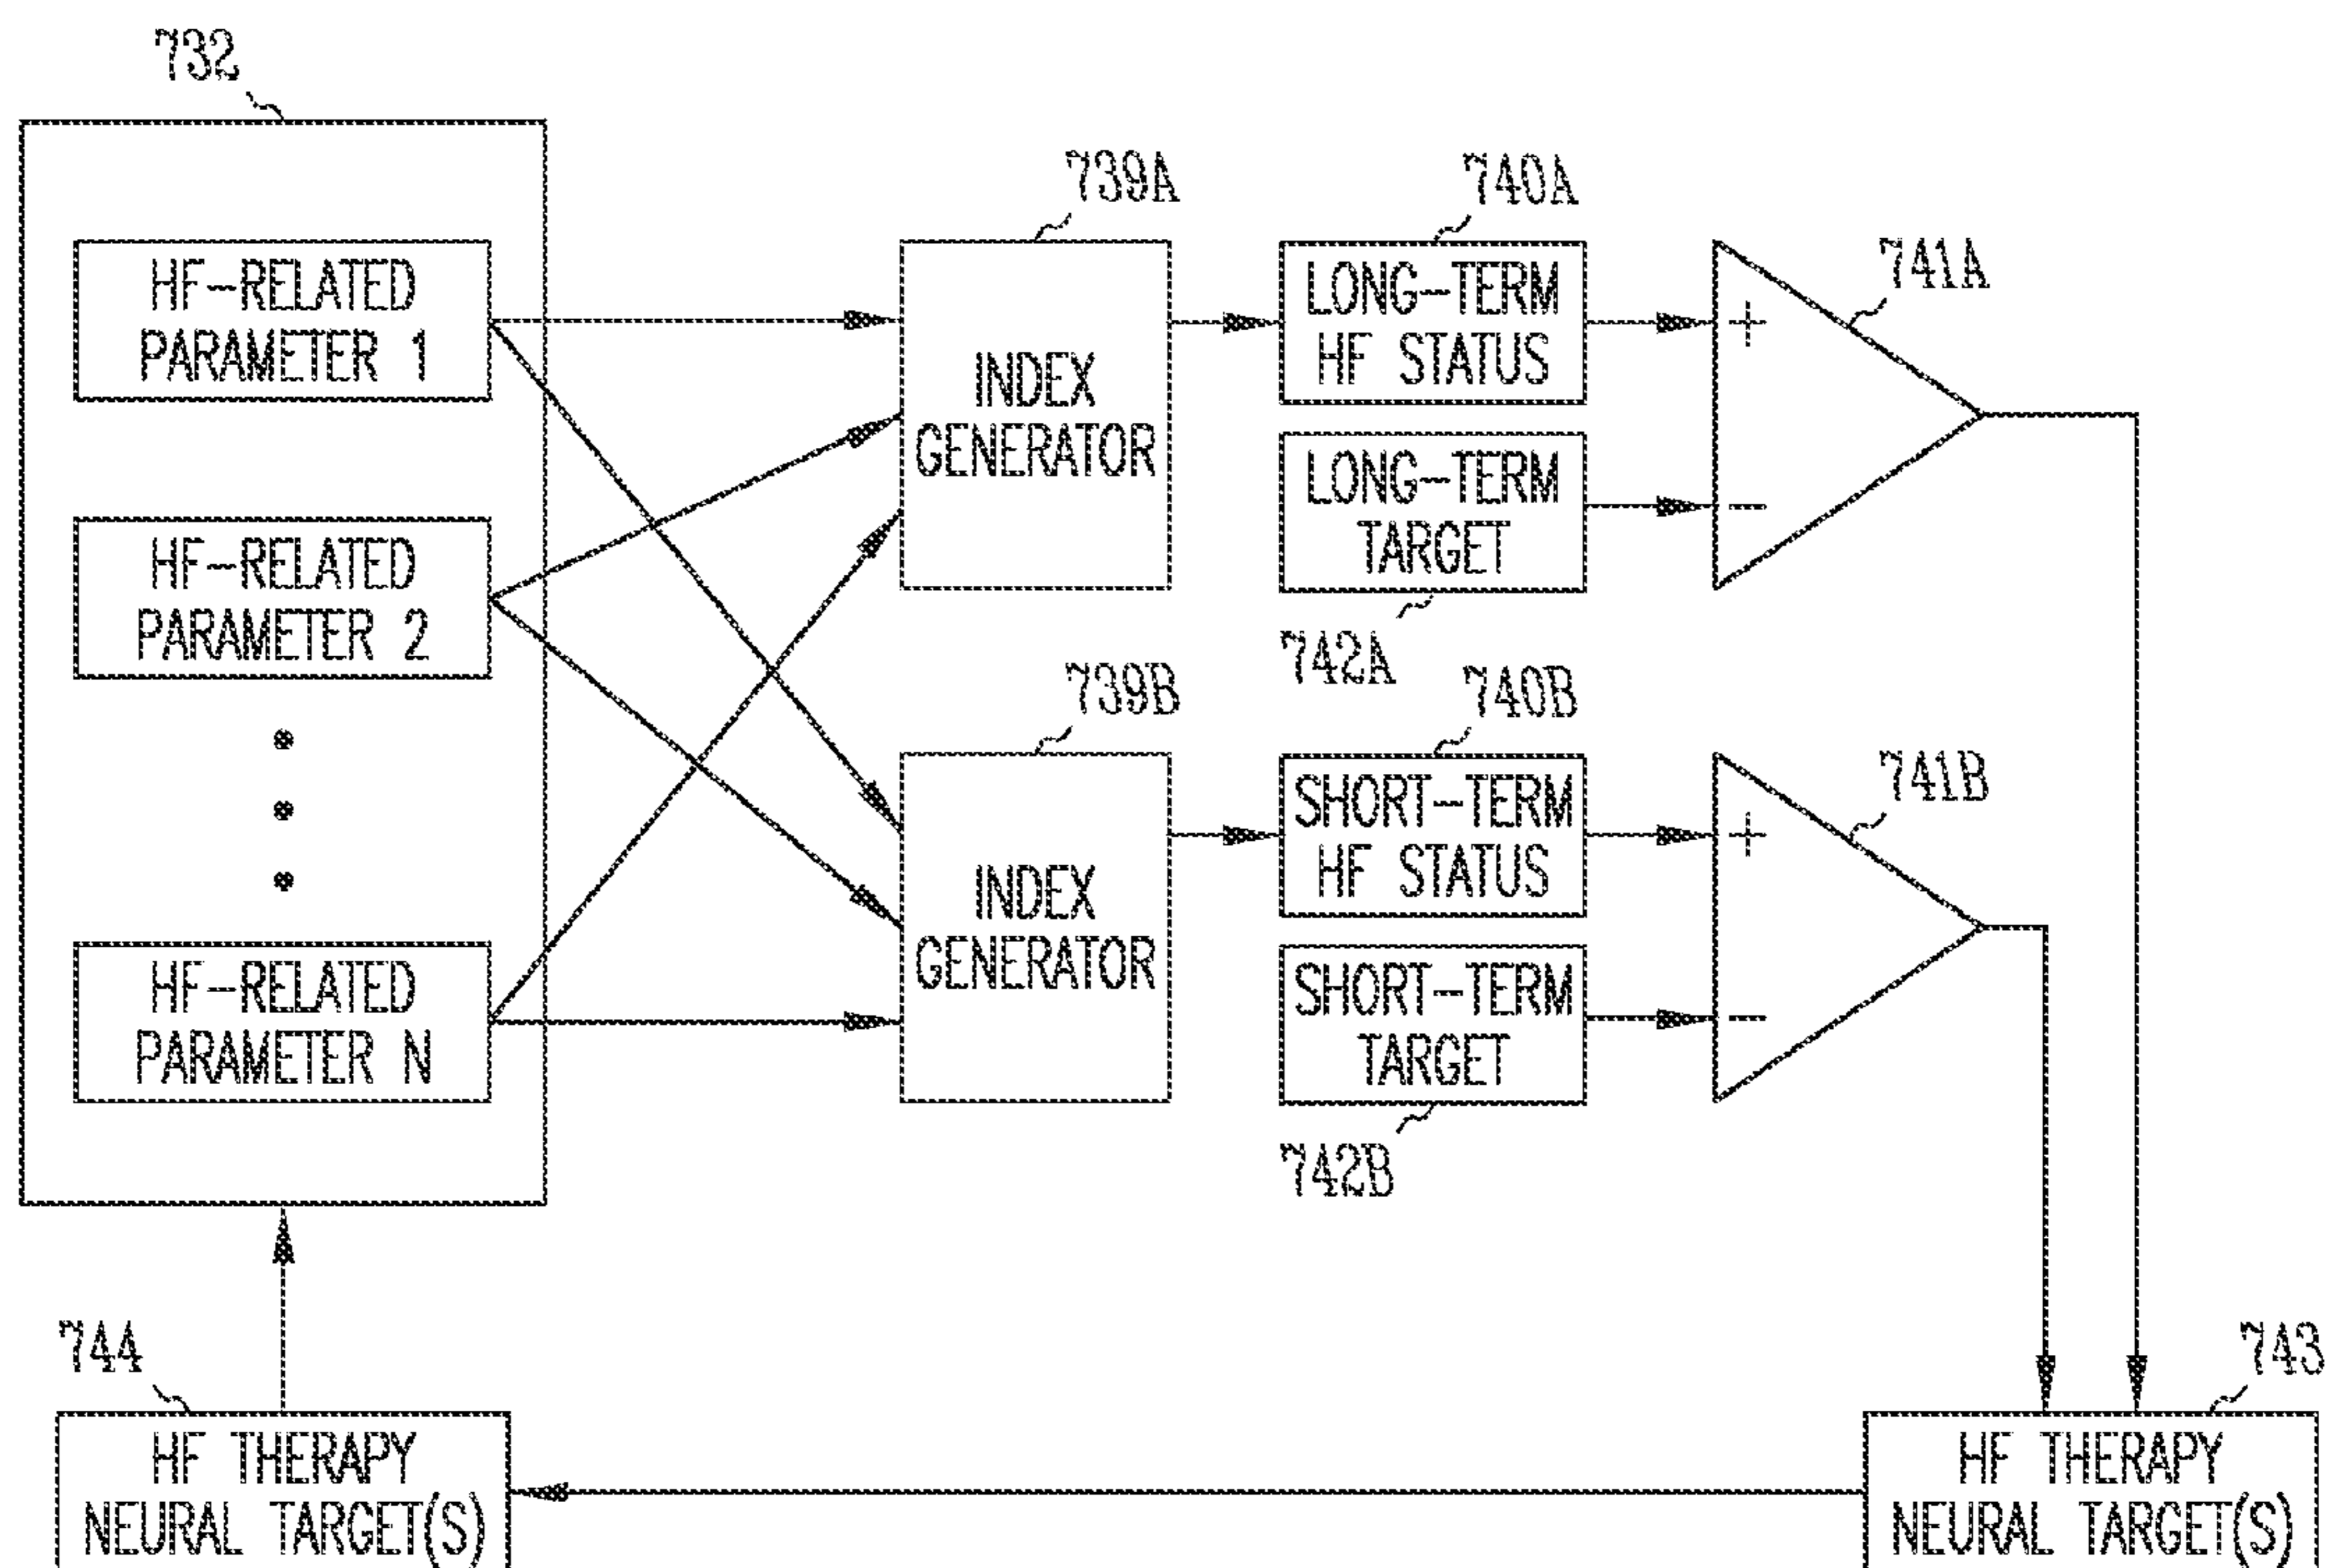 732
HF-RELATED
PARAMETER 1
HF-RELATED
PARAMETER 2
HF-RELATED
PARAMETER N
739A
INDEX
GENERATOR
739B
INDEX
GENERATOR
740A
LONG-TERM
HF STATUS
LONG-TERM
TARGET
742A
740B
SHORT-TERM
HF STATUS
SHORT-TERM
TARGET
742B
741A
+
−
741B
+
−
744
HF THERAPY
NEURAL TARGET(S)
743
HF THERAPY
NEURAL TARGET(S)